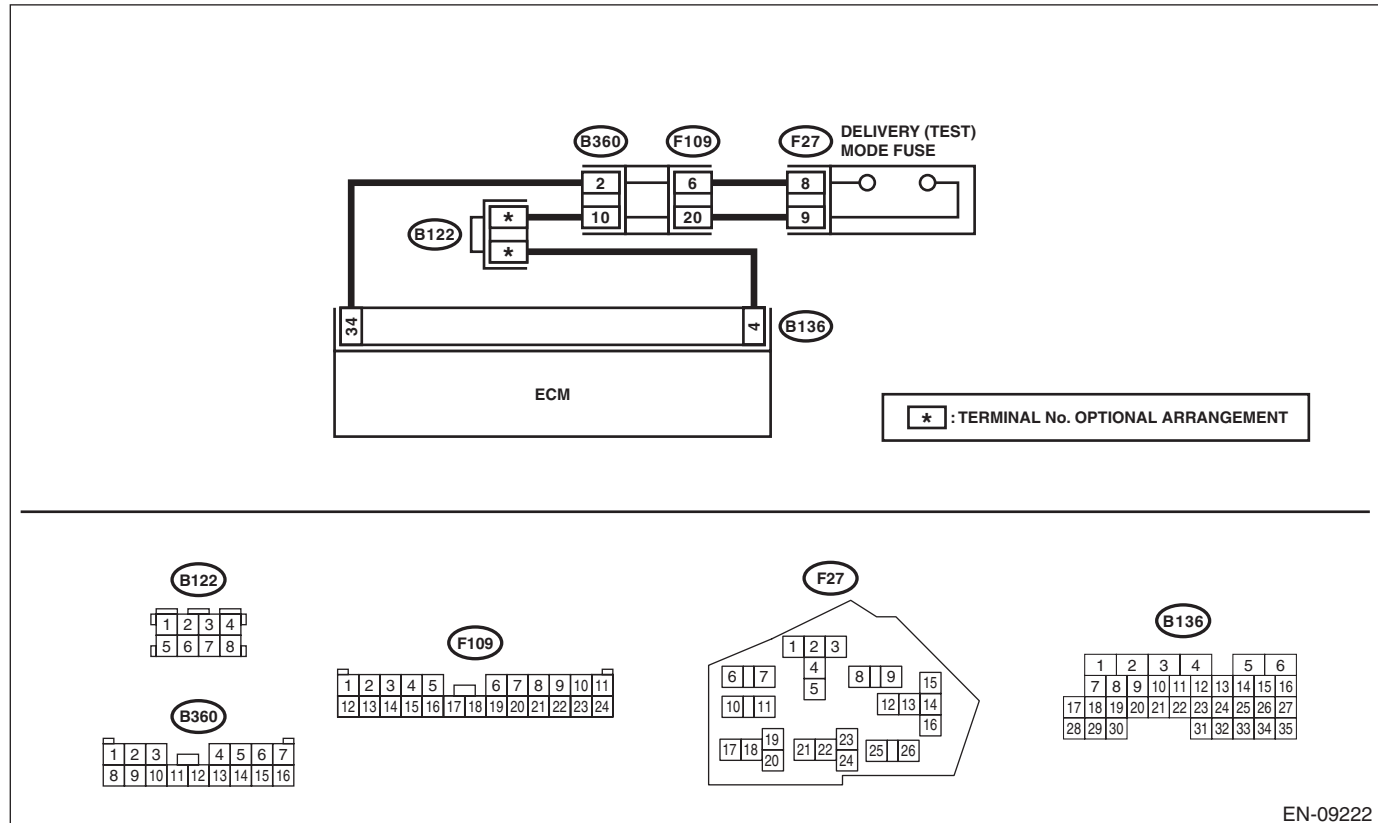 B360 F109 F27 DELIVERY (TEST)
MODE FUSE
2 6 8
10 20 9
B122
*
*
34 4 B136
ECM
* : TERMINAL No. OPTIONAL ARRANGEMENT
B122
1 2 3 4
5 6 7 8
B360
1 2 3 4 5 6 7
8 9 10 11 12 13 14 15 16
F109
1 2 3 4 5 6 7 8 9 10 11
12 13 14 15 16 17 18 19 20 21 22 23 24
F27
1 2 3
4
5
6 7
8 9
10 11
12 13 14
15
16
17 18 19
20
21 22 23
24
25 26
B136
1 2 3 4 5 6
7 8 9 10 11 12 13 14 15 16
17 18 19 20 21 22 23 24 25 26 27
28 29 30 31 32 33 34 35
EN-09222